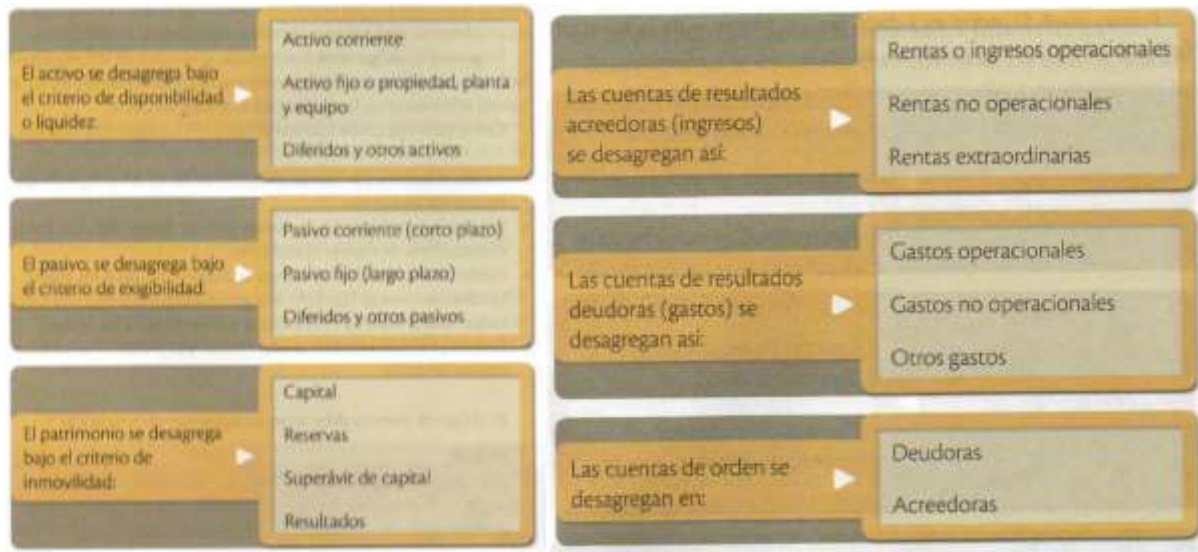 El activo se desagrega bajo
el criterio de disponibilidad
o liquidez:
Activo corriente
Activo fijo o propiedad, planta
y equipo
Diferidos y otros activos
El pasivo, se desagrega bajo
el criterio de exigibilidad:
Pasivo corriente (corto plazo)
Pasivo fijo (largo plazo)
Diferidos y otros pasivos
El patrimonio se desagrega
bajo el criterio de
inmovilidad:
Capital
Reservas
Superávit de capital
Resultados
Las cuentas de resultados
acreedoras (ingresos)
se desagregan así:
Rentas o ingresos operacionales
Rentas no operacionales
Rentas extraordinarias
Las cuentas de resultados
deudoras (gastos) se
desagregan así:
Gastos operacionales
Gastos no operacionales
Otros gastos
Las cuentas de orden se
desagregan en:
Deudoras
Acreedoras